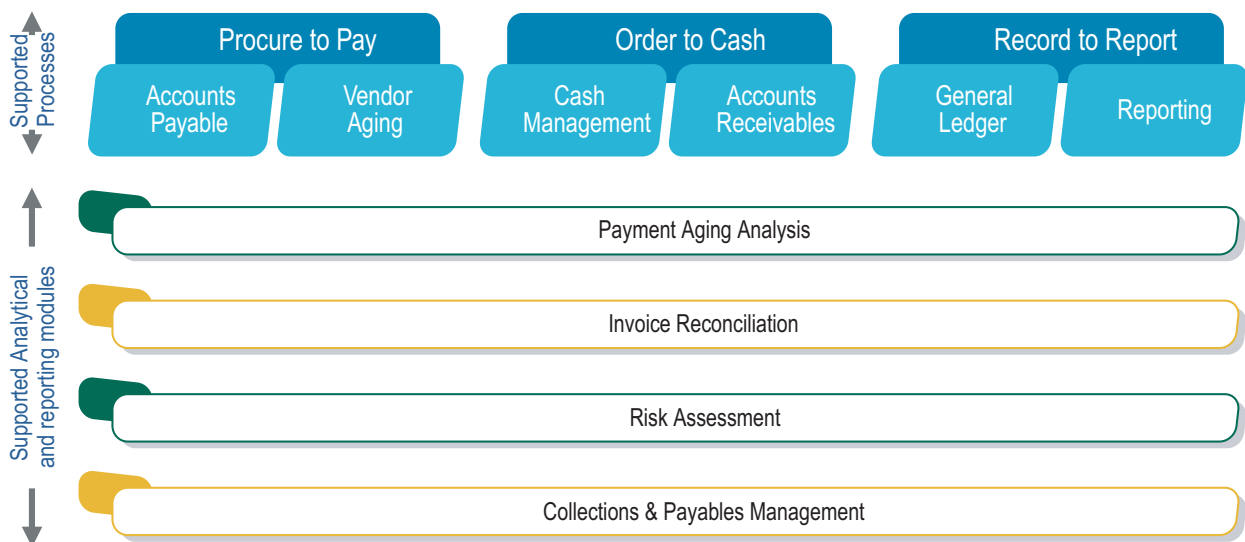 Supported
Processes
Procure to Pay
Order to Cash
Record to Report
Accounts
Payable
Vendor
Aging
Cash
Management
Accounts
Receivables
General
Ledger
Reporting
Supported Analytical
and reporting modules
Payment Aging Analysis
Invoice Reconciliation
Risk Assessment
Collections & Payables Management